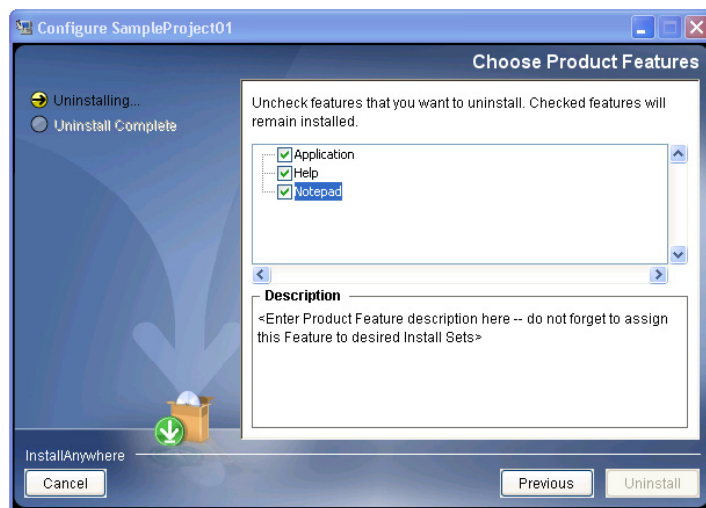 Configure SampleProject01
Choose Product Features
Uninstalling...
Uninstall Complete
Uncheck features that you want to uninstall. Checked features will
remain installed.
Application
Help
Notepad
Description
<Enter Product Feature description here -- do not forget to assign
this Feature to desired Install Sets>
InstallAnywhere
Cancel
Previous
Uninstall